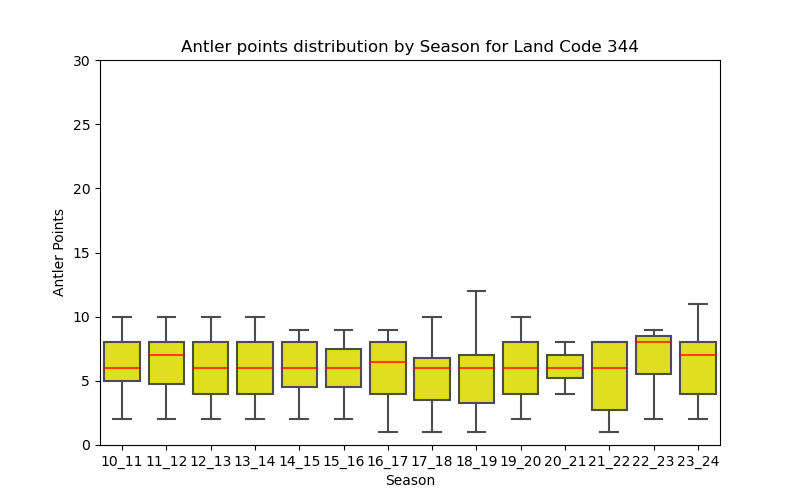 Antler points distribution by Season for Land Code 344
Antler Points
30
25
20
15
10
5
0
10_11 11_12 12_13 13_14 14_15 15_16 16_17 17_18 18_19 19_20 20_21 21_22 22_23 23_24
Season